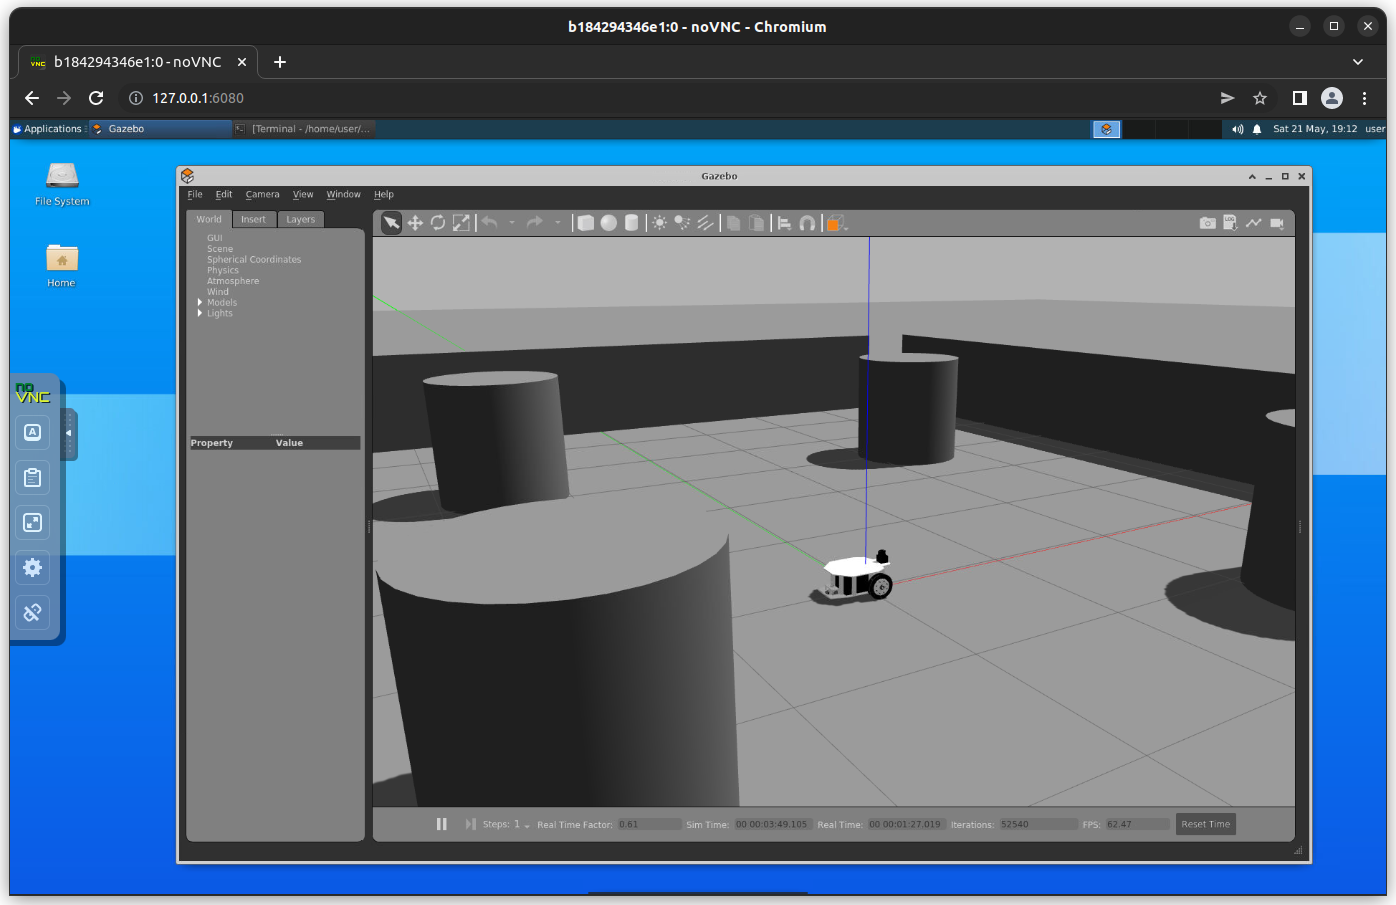 b184294346e1:0 - noVNC - Chromium
b184294346e1:0 - noVNC
127.0.0.1:6080
Applications : Gazebo [Terminal - /home/user/... Sat 21 May, 19:12 user
File System
Home
no
VNC
A
Gazebo
File Edit Camera View Window Help
World Insert Layers
LOG
GUI
Scene
Spherical Coordinates
Physics
Atmosphere
Wind
Models
Lights
Property Value
Steps: 1 Real Time Factor: 0.61 Sim Time: 00 00:03:49.105 Real Time: 00 00:01:27.019 Iterations: 52540 FPS: 62.47 Reset Time